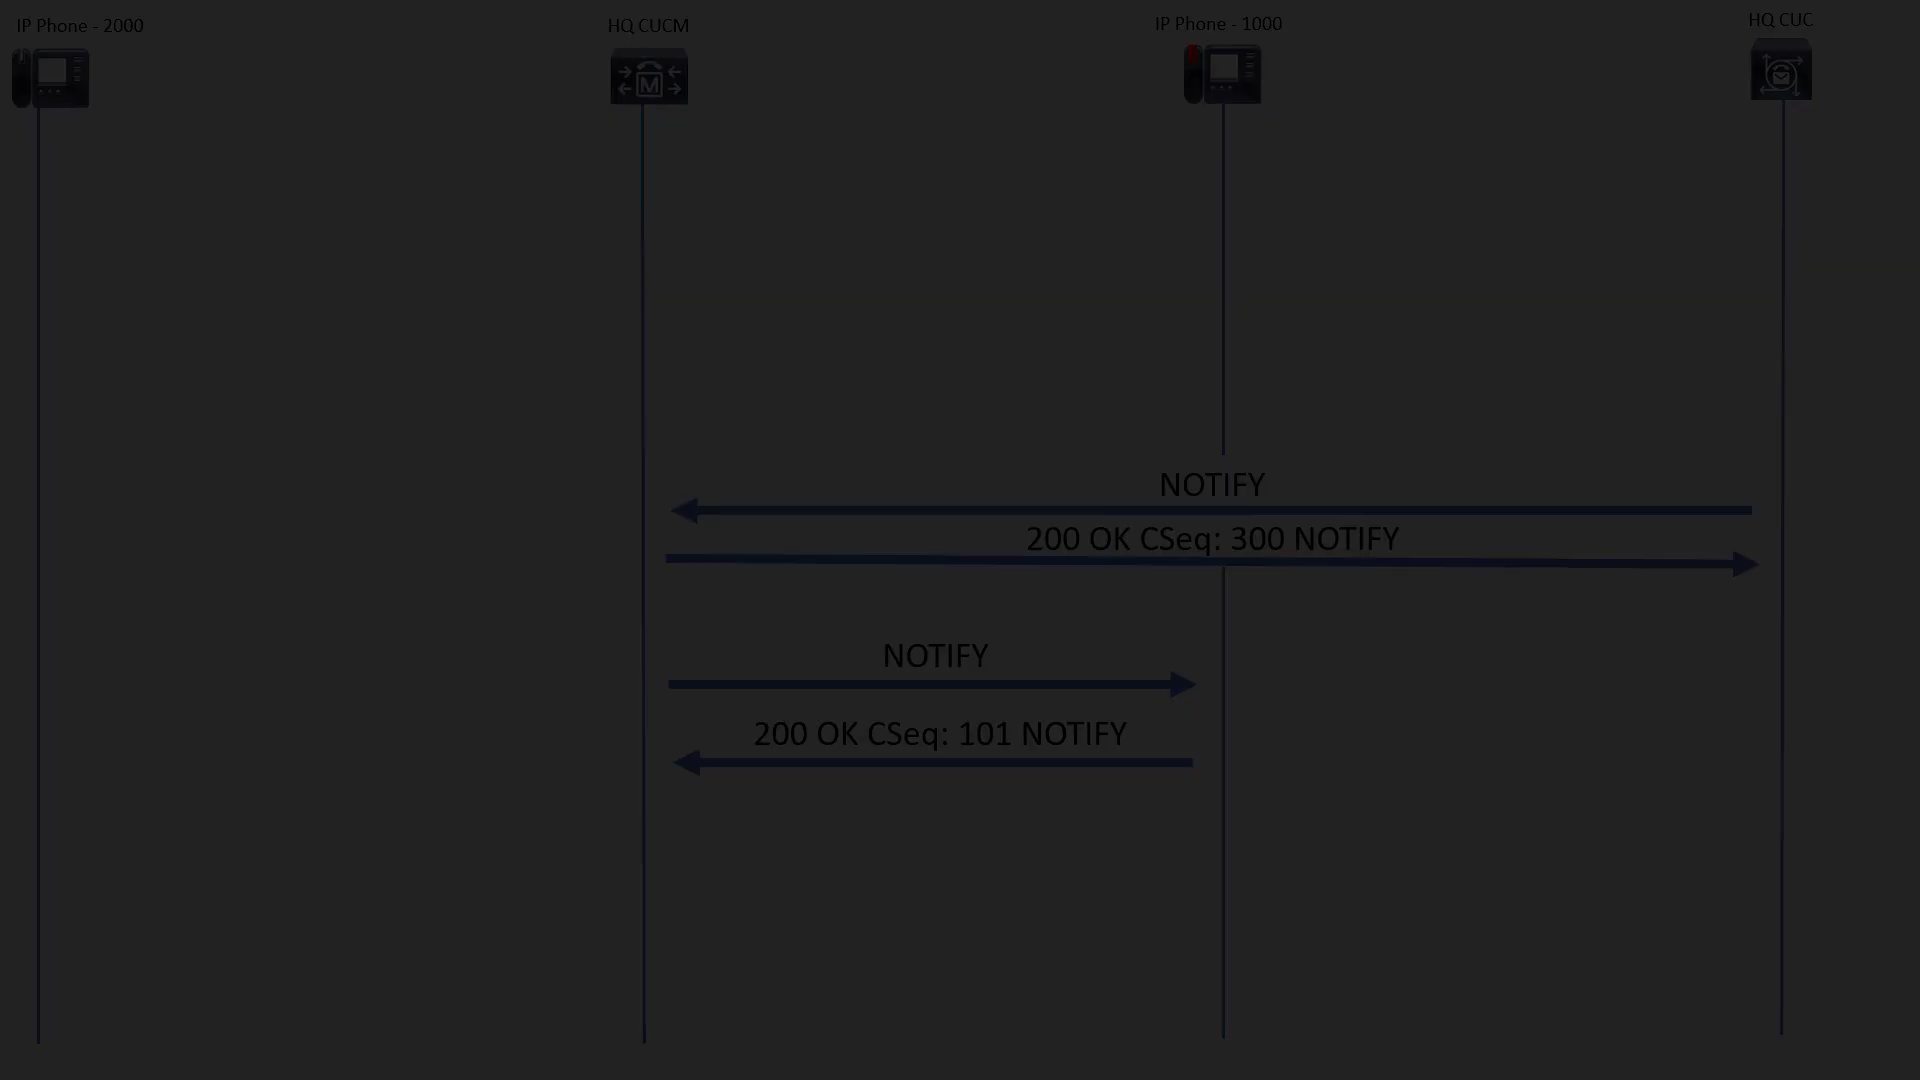 IP Phone - 2000
HQ CUCM
IP Phone - 1000
HQ CUC
M
NOTIFY
200 OK CSeq: 300 NOTIFY
NOTIFY
200 OK CSeq: 101 NOTIFY